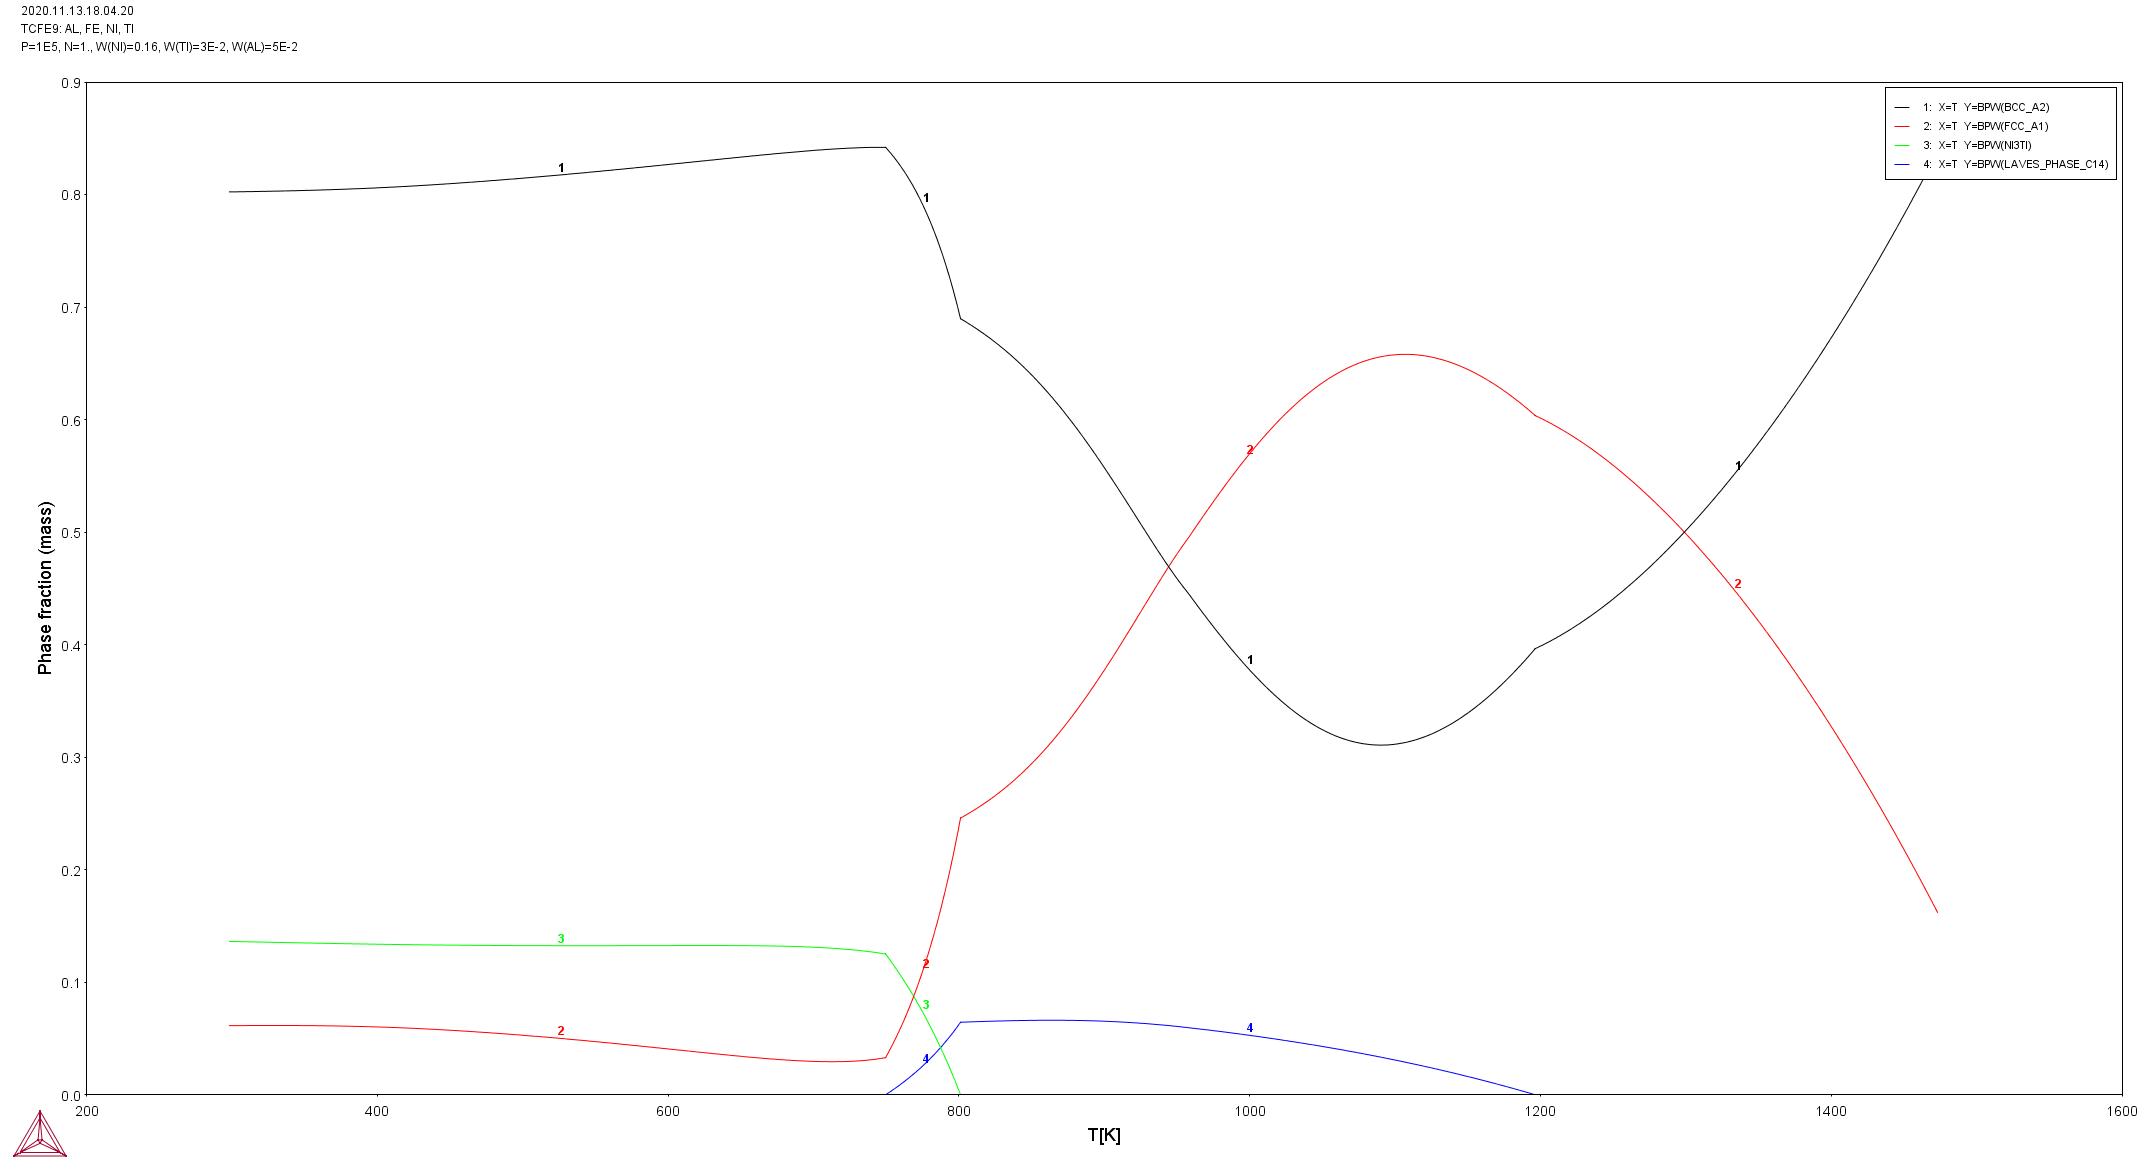 2020.11.13.18.04.20
TCFE9: AL, FE, NI, TI
P=1E5, N=1., W(NI)=0.16, W(TI)=3E-2, W(AL)=5E-2
0.9
0.8
0.7
0.6
0.5
0.4
0.3
0.2
0.1
0.0
Phase fraction (mass)
1: X=T Y=BPW(BCC_A2)
2: X=T Y=BPW(FCC_A1)
3: X=T Y=BPW(NI3TI)
4: X=T Y=BPW(LAVES_PHASE_C14)
1
1
1
1
2
2
2
2
3
3
4
4
200 400 600 800 1000 1200 1400 1600
T[K]